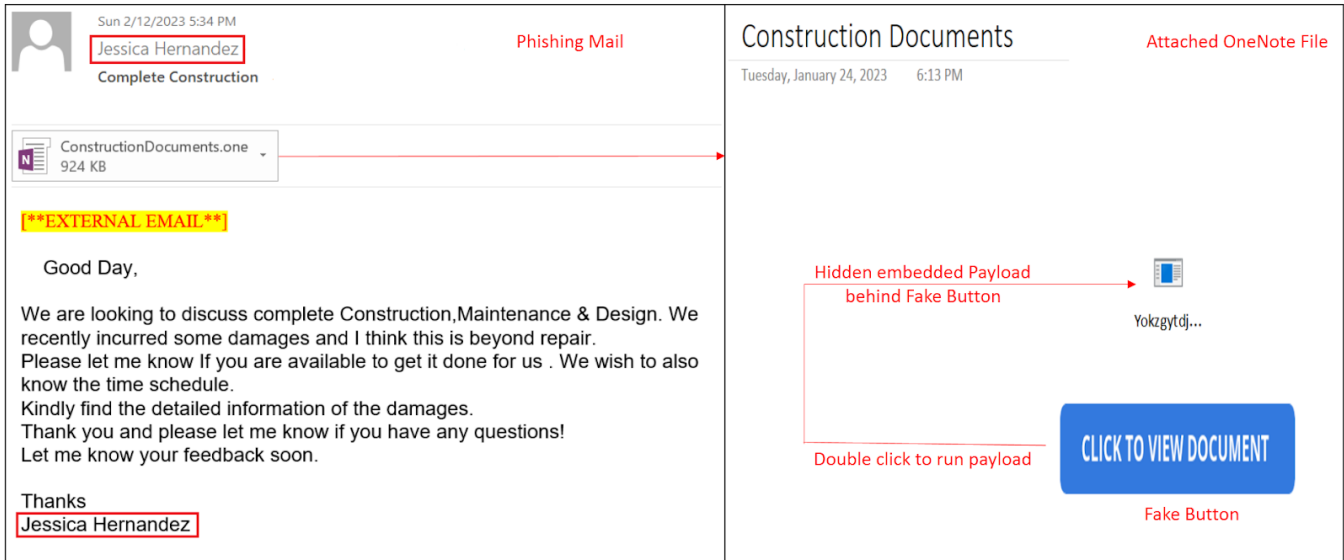 Sun 2/12/2023 5:34 PM
Jessica Hernandez
Complete Construction
Phishing Mail
ConstructionDocuments.one
924 KB
[**EXTERNAL EMAIL**]
Good Day,
We are looking to discuss complete Construction,Maintenance & Design. We
recently incurred some damages and I think this is beyond repair.
Please let me know If you are available to get it done for us . We wish to also
know the time schedule.
Kindly find the detailed information of the damages.
Thank you and please let me know if you have any questions!
Let me know your feedback soon.
Thanks
Jessica Hernandez
Construction Documents
Attached OneNote File
Tuesday, January 24, 2023 6:13 PM
Hidden embedded Payload
behind Fake Button
Yokzgytdj...
Double click to run payload
CLICK TO VIEW DOCUMENT
Fake Button